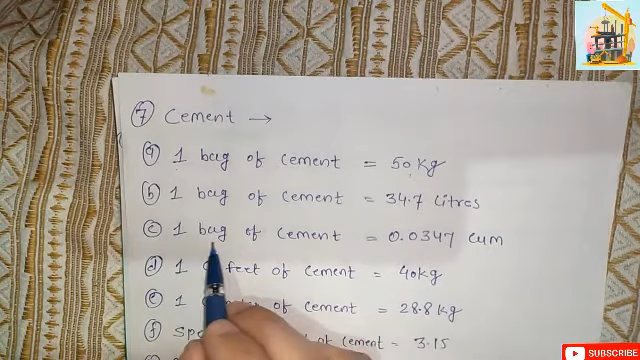 7 Cement →
a 1 bag of cement = 50 Kg
b 1 bag of cement = 34.7 Litres
c 1 bag of cement = 0.0347 cum
d 1 feet of cement = 40kg
e 1 of cement = 28.8 kg
f of cement = 3.15
SUBSCRIBE